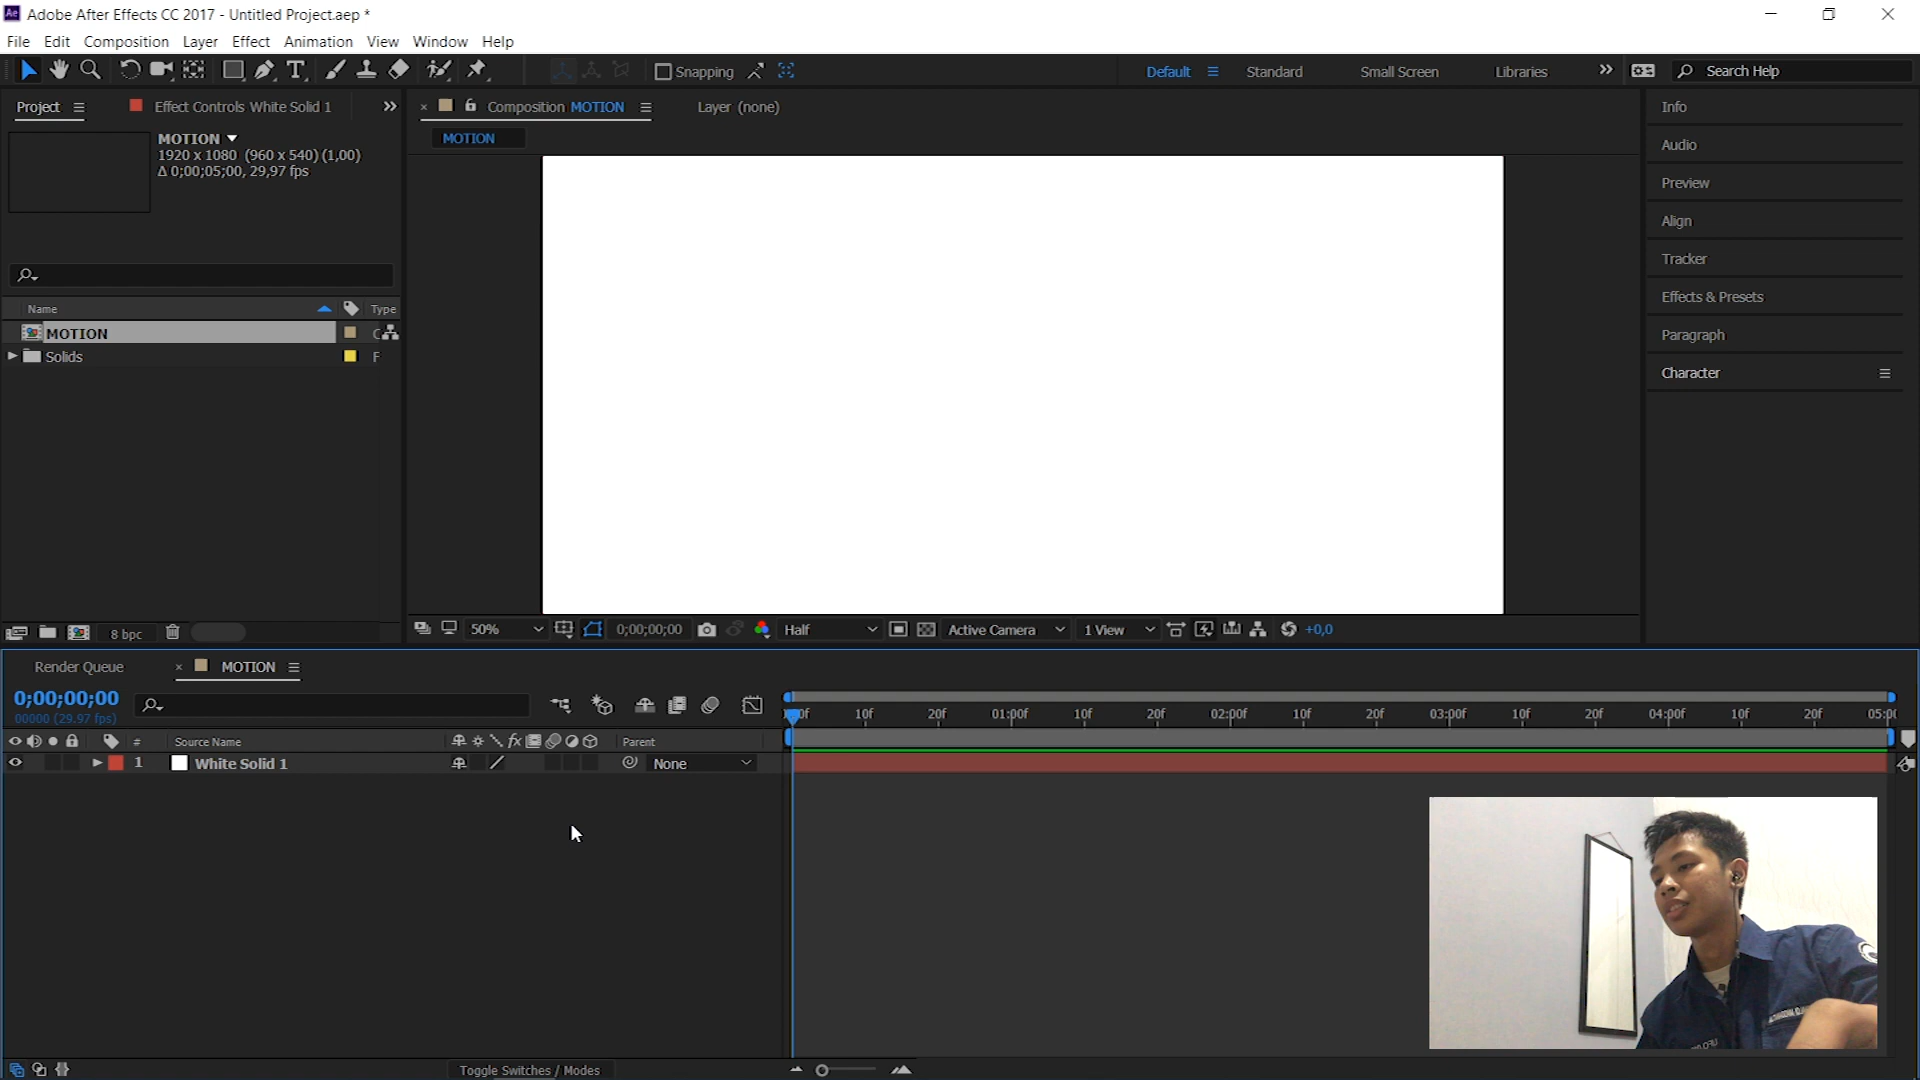 Adobe After Effects CC 2017 - Untitled Project.aep *
File Edit Composition Layer Effect Animation View Window Help
Snapping
Default Standard Small Screen Libraries Search Help
Project Effect Controls White Solid 1
Composition MOTION Layer (none)
MOTION
1920 x 1080 (960 x 540) (1,00)
Δ 0;00;05;00, 29,97 fps
MOTION
Info
Audio
Preview
Align
Tracker
Effects & Presets
Paragraph
Character
Name Type
MOTION C
Solids F
8 bpc
50% 0;00;00;00 Half Active Camera 1 View +0,0
Render Queue MOTION
0;00;00;00
00000 (29.97 fps)
10f 20f 01:00f 10f 20f 02:00f 10f 20f 03:00f 10f 20f 04:00f 10f 20f
# Source Name fx Parent
1 White Solid 1 None
Toggle Switches / Modes